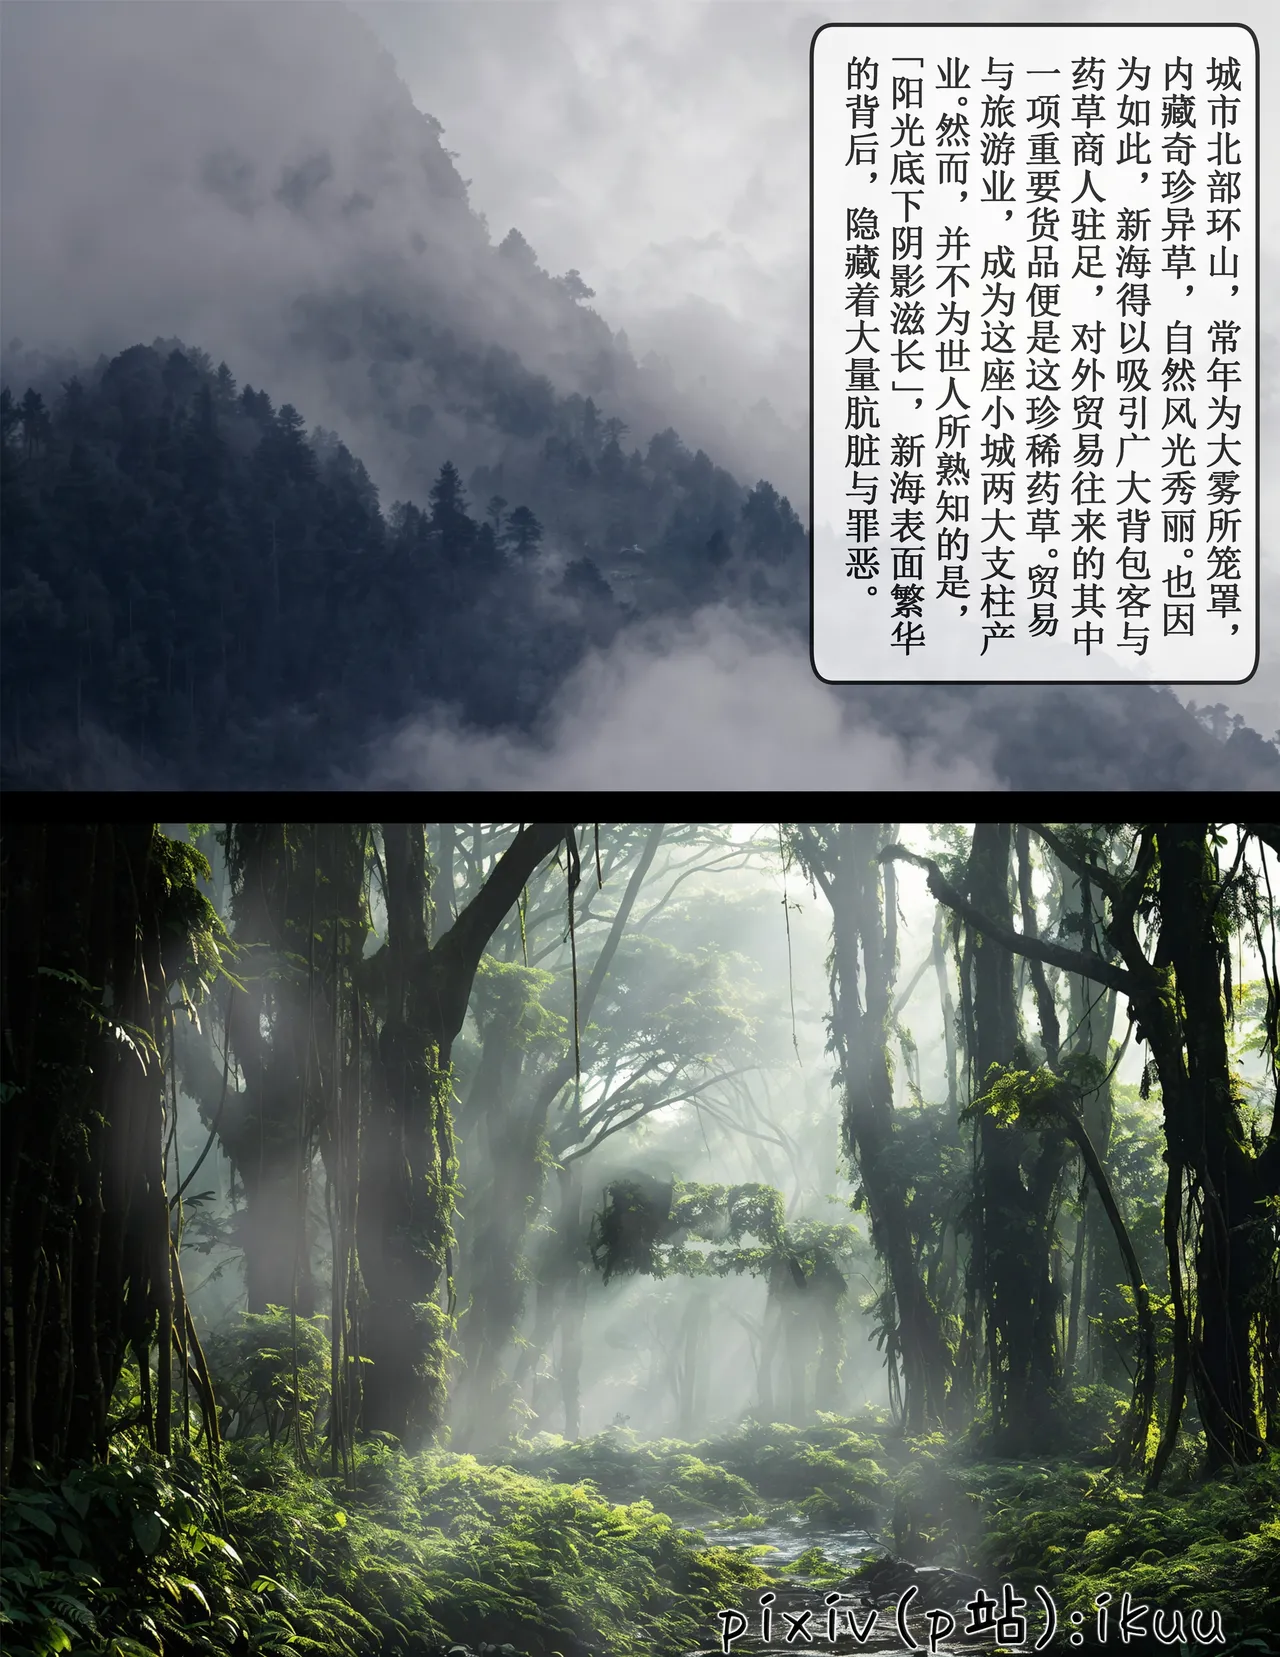 城市北部环山，常年为大雾所笼罩，
内藏奇珍异草，自然风光秀丽。也因
为如此，新海得以吸引广大背包客与
药草商人驻足，对外贸易往来的其中
一项重要货品便是这珍稀药草。贸易
与旅游业，成为这座小城两大支柱产
业。然而，并不为世人所熟知的是，
「阳光底下阴影滋长」，新海表面繁华
的背后，隐藏着大量肮脏与罪恶。
pixiv(p站):ikuu